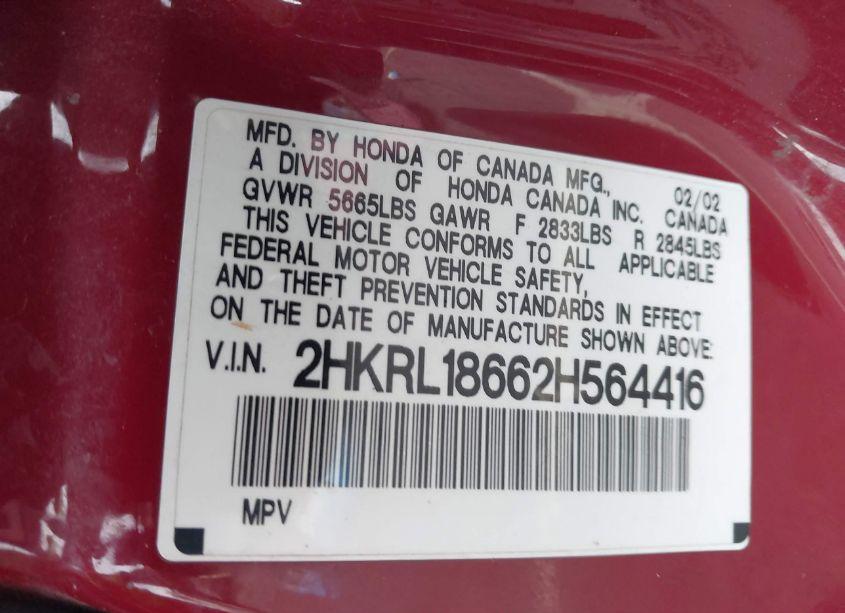 MFD. BY HONDA OF CANADA MFG., 02/02
A DIVISION OF HONDA CANADA INC. CANADA
GVWR 5665LBS GAWR F 2833LBS R 2845LBS
THIS VEHICLE CONFORMS TO ALL APPLICABLE
FEDERAL MOTOR VEHICLE SAFETY,
AND THEFT PREVENTION STANDARDS IN EFFECT
ON THE DATE OF MANUFACTURE SHOWN ABOVE:
V.I.N. 2HKRL18662H564416
MPV